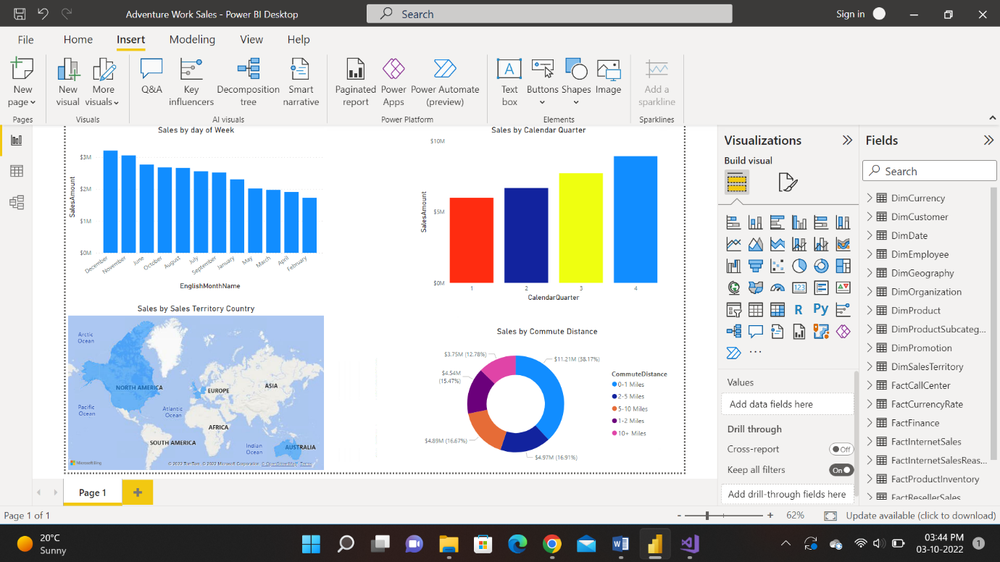 Adventure Work Sales - Power BI Desktop
Search
Sign in
File Home Insert Modeling View Help
New page
New visual
More visuals
Q&A
Key influencers
Decomposition tree
Smart narrative
Paginated report
Power Apps
Power Automate (preview)
Text box
Buttons
Shapes
Image
Add a sparkline
Pages
Visuals
AI visuals
Power Platform
Elements
Sparklines
Sales by day of Week
$3M
$2M
$1M
$0M
SalesAmount
December
November
June
October
August
July
September
January
May
March
April
February
EnglishMonthName
Sales by Calendar Quarter
$10M
$5M
$0M
SalesAmount
1
2
3
4
CalendarQuarter
Sales by Sales Territory Country
Arctic
Ocean
NORTH AMERICA
EUROPE
ASIA
Pacific
Ocean
Atlantic
Ocean
AFRICA
SOUTH AMERICA
Indian
Ocean
AUSTRALIA
Microsoft Bing
© 2022 TomTom, © 2022 Microsoft Corporation, © OpenStreetMap Terms
Sales by Commute Distance
$3.75M (12.78%)
$11.21M (38.17%)
$4.54M
(15.47%)
$4.89M (16.67%)
$4.97M (16.91%)
CommuteDistance
0-1 Miles
2-5 Miles
5-10 Miles
1-2 Miles
10+ Miles
Visualizations
Build visual
123
R
Py
Values
Add data fields here
Drill through
Cross-report
Off
Keep all filters
On
Add drill-through fields here
Fields
Search
DimCurrency
DimCustomer
DimDate
DimEmployee
DimGeography
DimOrganization
DimProduct
DimProductSubcateg...
DimPromotion
DimSalesTerritory
FactCallCenter
FactCurrencyRate
FactFinance
FactInternetSales
FactInternetSalesReas...
FactProductInventory
FactResellerSales
Page 1
Page 1 of 1
- + 62%
Update available (click to download)
20°C
Sunny
03:44 PM
03-10-2022
1